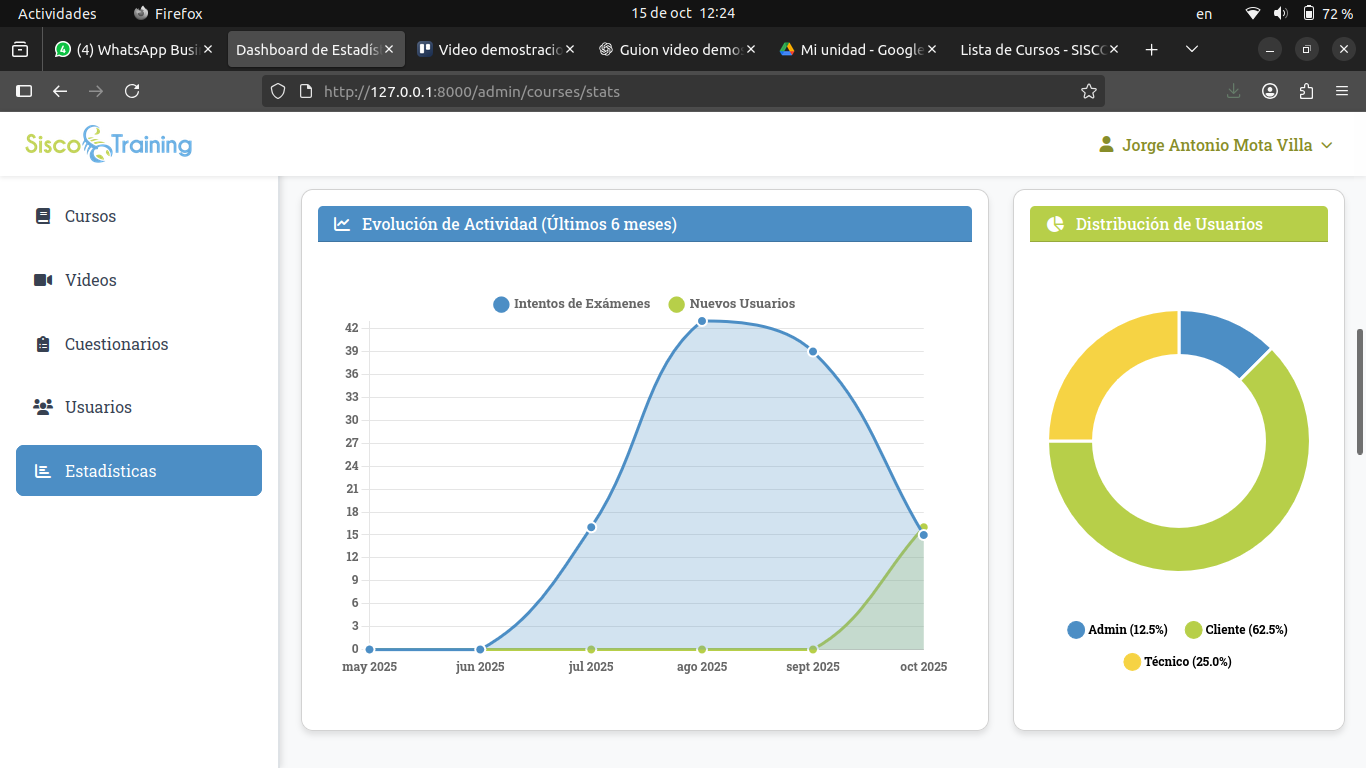 Actividades Firefox 15 de oct 12:24 en 72 %
(4) WhatsApp Busi Dashboard de Estadís Video demostracio Guion video demos Mi unidad - Google Lista de Cursos - SISCO
http://127.0.0.1:8000/admin/courses/stats
Sisco Training
Jorge Antonio Mota Villa
Cursos
Videos
Cuestionarios
Usuarios
Estadísticas
Evolución de Actividad (Últimos 6 meses)
Intentos de Exámenes Nuevos Usuarios
42
39
36
33
30
27
24
21
18
15
12
9
6
3
0
may 2025 jun 2025 jul 2025 ago 2025 sept 2025 oct 2025
Distribución de Usuarios
Admin (12.5%) Cliente (62.5%)
Técnico (25.0%)